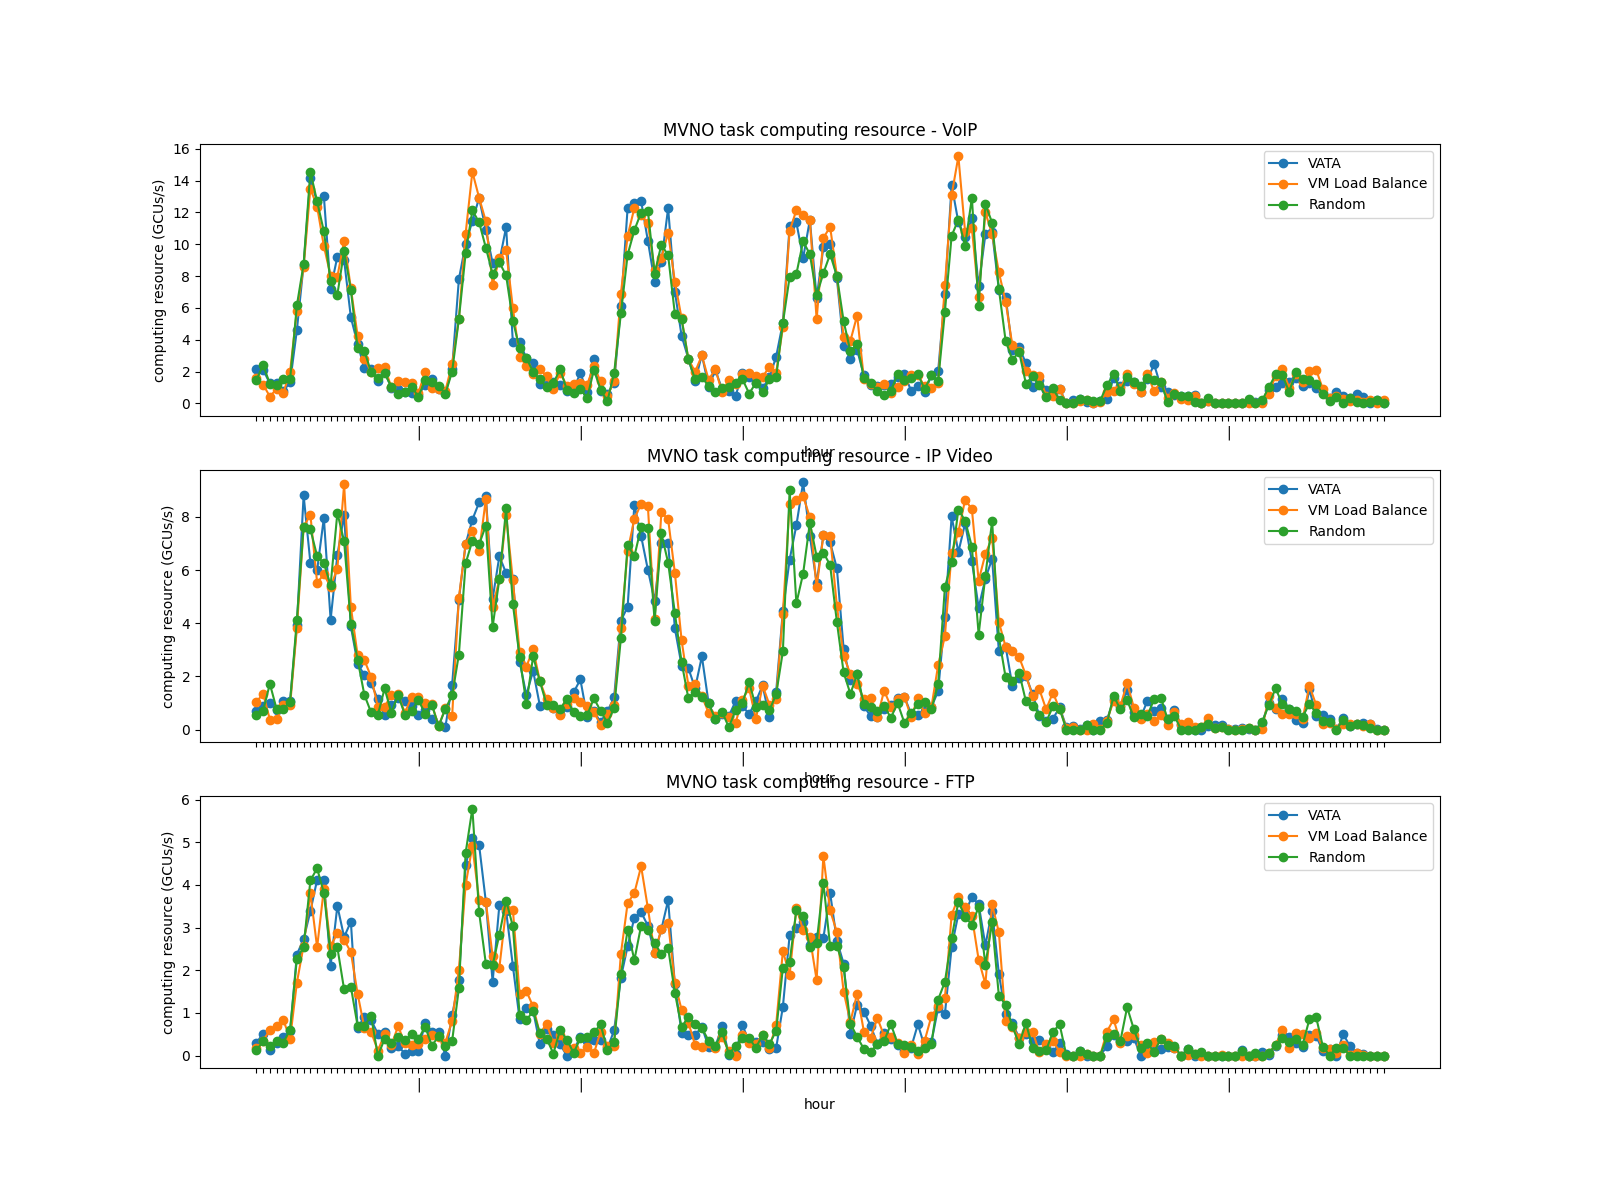 MVNO task computing resource - VoIP
computing resource (GCUs/s)
16
14
12
10
8
6
4
2
0
VATA
VM Load Balance
Random
hour
MVNO task computing resource - IP Video
computing resource (GCUs/s)
8
6
4
2
0
VATA
VM Load Balance
Random
hour
MVNO task computing resource - FTP
computing resource (GCUs/s)
6
5
4
3
2
1
0
VATA
VM Load Balance
Random
hour